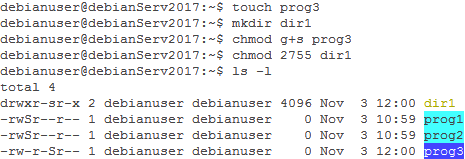 debianuser@debianServ2017:~$ touch prog3
debianuser@debianServ2017:~$ mkdir dir1
debianuser@debianServ2017:~$ chmod g+s prog3
debianuser@debianServ2017:~$ chmod 2755 dir1
debianuser@debianServ2017:~$ ls -l
total 4
drwxr-sr-x 2 debianuser debianuser 4096 Nov  3 12:00 dir1
-rwSr--r-- 1 debianuser debianuser    0 Nov  3 10:59 prog1
-rwSr--r-- 1 debianuser debianuser    0 Nov  3 10:59 prog2
-rw-r-Sr-- 1 debianuser debianuser    0 Nov  3 12:00 prog3